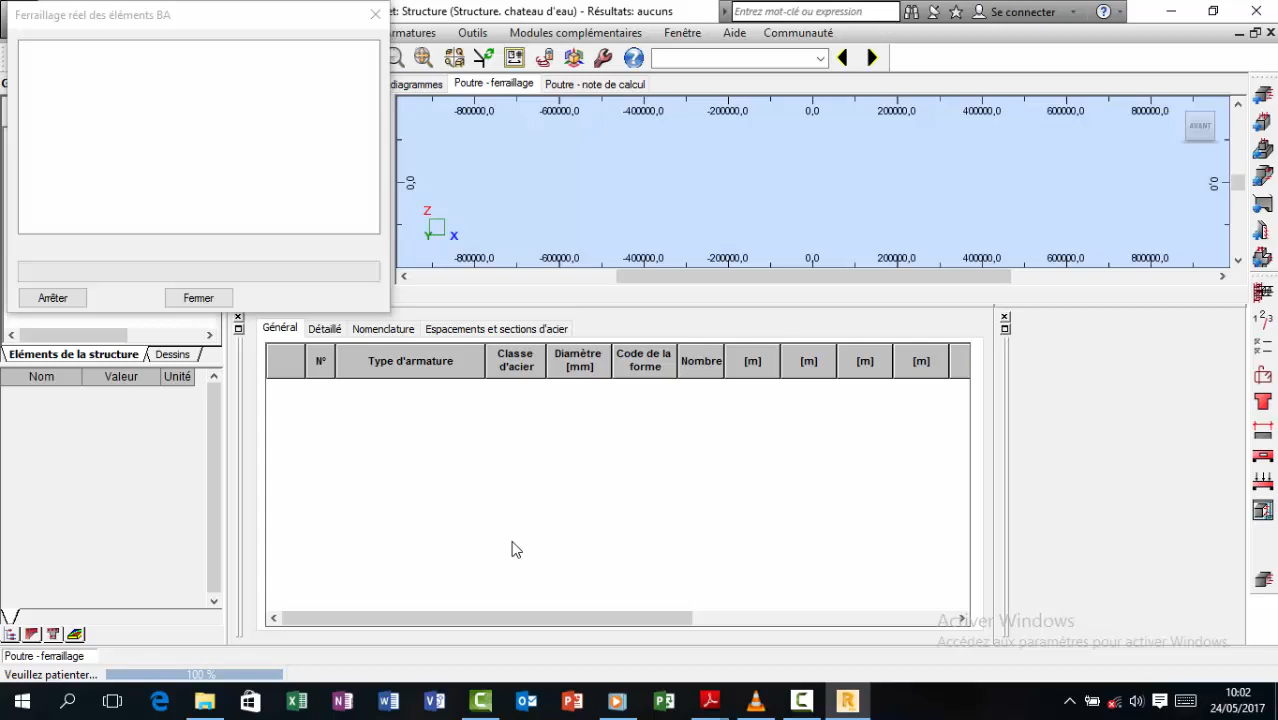 Ferraillage réel des éléments BA
et: Structure (Structure. chateau d'eau) - Résultats: aucuns
Entrez mot-clé ou expression
Se connecter
rmatures Outils Modules complémentaires Fenêtre Aide Communauté
diagrammes Poutre - ferraillage Poutre - note de calcul
-800000,0 -600000,0 -400000,0 -200000,0 0,0 200000,0 400000,0 600000,0 800000,0
AVANT
0,0 0,0
Z
Y X
-800000,0 -600000,0 -400000,0 -200000,0 0,0 200000,0 400000,0 600000,0 800000,0
Arrêter Fermer
Général Détaillé Nomenclature Espacements et sections d'acier
Eléments de la structure Dessins
Nom Valeur Unité
N° Type d'armature Classe d'acier Diamètre [mm] Code de la forme Nombre [m] [m] [m] [m]
Activer Windows
Accédez aux paramètres pour activer Windows.
Poutre - ferraillage
Veuillez patienter... 100 %
10:02
24/05/2017